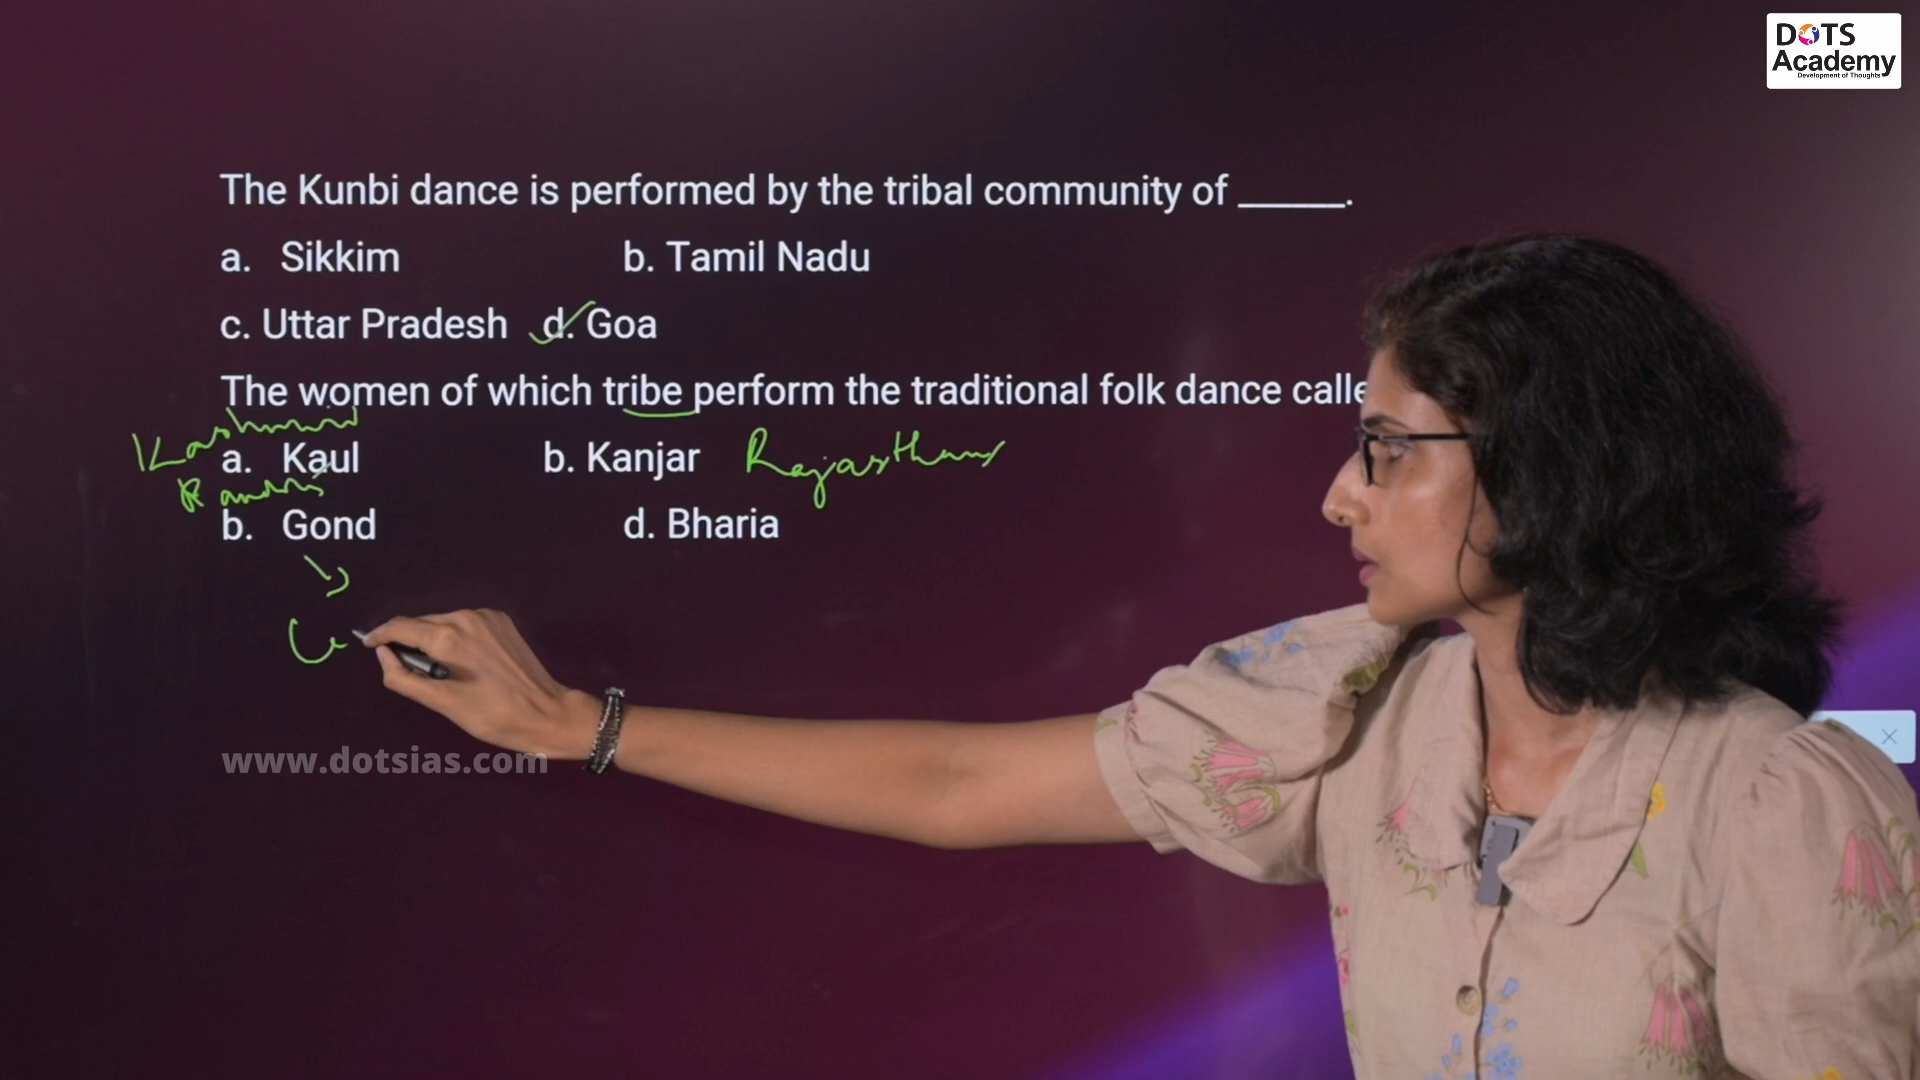 DOTS
Academy
Development of Thoughts
The Kunbi dance is performed by the tribal community of ______.
a. Sikkim b. Tamil Nadu
c. Uttar Pradesh d. Goa
The women of which tribe perform the traditional folk dance calle
Kashmiri
a. Kaul b. Kanjar Rajasthan
b. Gond d. Bharia
www.dotsias.com